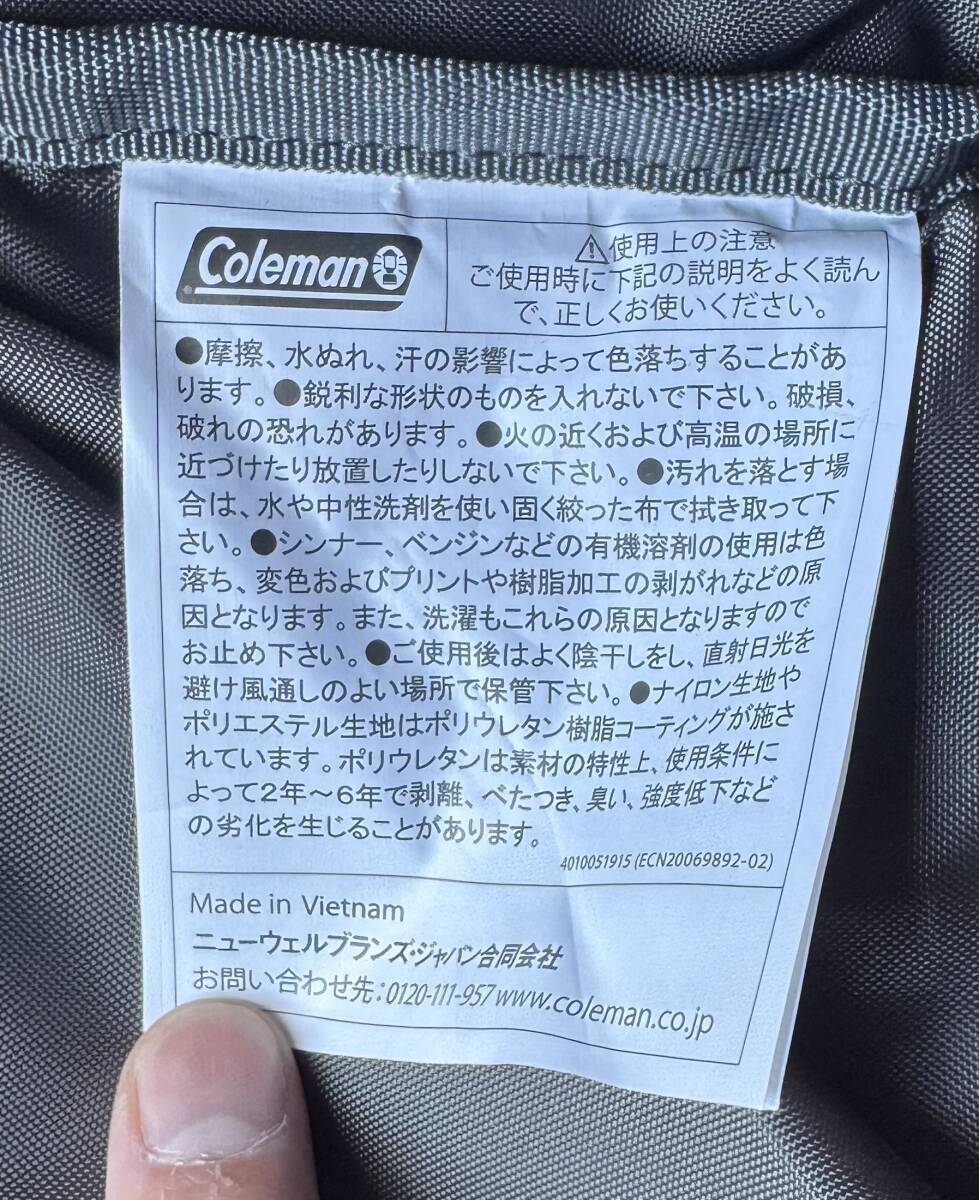 Coleman
⚠使用上の注意
ご使用時に下記の説明をよく読ん
で、正しくお使いください。
●摩擦、水ぬれ、汗の影響によって色落ちすることがあ
ります。●鋭利な形状のものを入れないで下さい。破損、
破れの恐れがあります。●火の近くおよび高温の場所に
近づけたり放置したりしないで下さい。●汚れを落とす場
合は、水や中性洗剤を使い固く絞った布で拭き取って下
さい。●シンナー、ベンジンなどの有機溶剤の使用は色
落ち、変色およびプリントや樹脂加工の剥がれなどの原
因となります。また、洗濯もこれらの原因となりますので
お止め下さい。●ご使用後はよく陰干しをし、直射日光を
避け風通しのよい場所で保管下さい。●ナイロン生地や
ポリエステル生地はポリウレタン樹脂コーティングが施さ
れています。ポリウレタンは素材の特性上、使用条件に
よって2年〜6年で剥離、べたつき、臭い、強度低下など
の劣化を生じることがあります。
4010051915 (ECN20069892-02)
Made in Vietnam
ニューウェルブランズ・ジャパン合同会社
お問い合わせ先：0120-111-957 www.coleman.co.jp